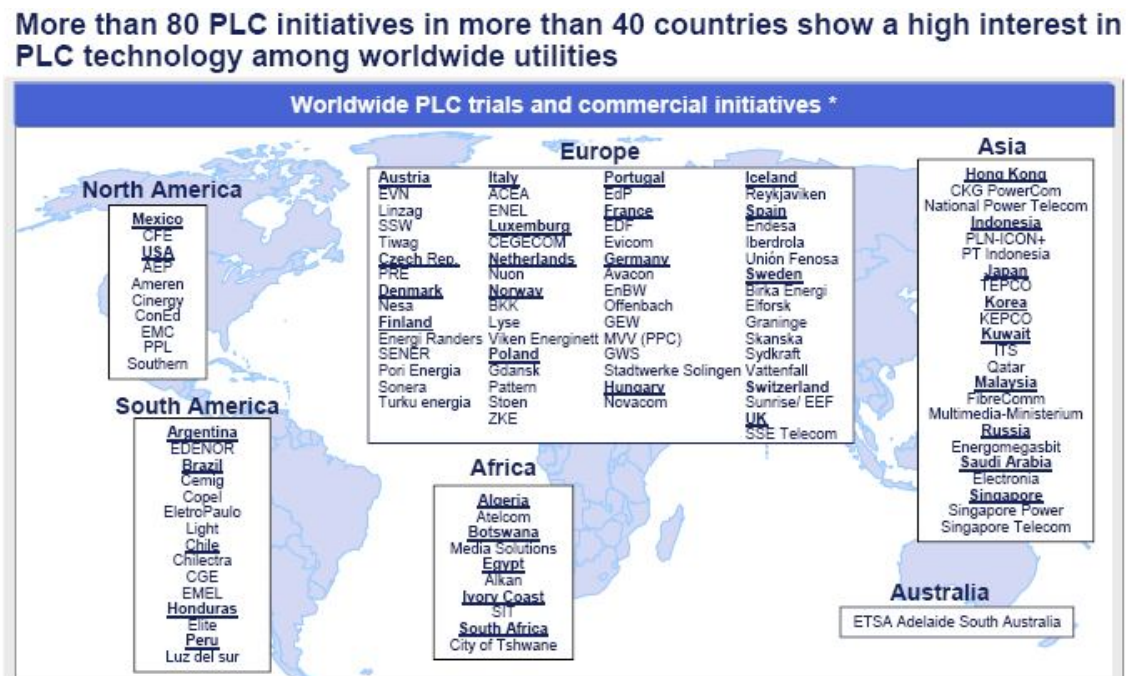 More than 80 PLC initiatives in more than 40 countries show a high interest in
PLC technology among worldwide utilities
Worldwide PLC trials and commercial initiatives *
North America
Mexico
CFE
USA
AEP
Ameren
Cinergy
ConEd
EMC
PPL
Southern
South America
Argentina
EDENOR
Brazil
Cemig
Copel
EletroPaulo
Light
Chile
Chilectra
CGE
EMEL
Honduras
Elite
Peru
Luz del sur
Europe
Austria
EVN
Linzag
SSW
Tiwag
Czech Rep.
PRE
Denmark
Nesa
Finland
Energi Randers
SENER
Pori Energia
Sonera
Turku energia
Italy
ACEA
ENEL
Luxemburg
CEGECOM
Netherlands
Nuon
Norway
BKK
Lyse
Viken Energinett
Poland
Gdansk
Pattern
Stoen
ZKE
Portugal
EdP
France
EDF
Evicom
Germany
Avacon
EnBW
Offenbach
GEW
MVV (PPC)
GWS
Stadtwerke Solingen
Hungary
Novacom
Iceland
Reykjaviken
Spain
Endesa
Iberdrola
Unión Fenosa
Sweden
Birka Energi
Elforsk
Graninge
Skanska
Sydkraft
Vattenfall
Switzerland
Sunrise/ EEF
UK
SSE Telecom
Africa
Algeria
Atelcom
Botswana
Media Solutions
Egypt
Alkan
Ivory Coast
SIT
South Africa
City of Tshwane
Asia
Hong Kong
CKG PowerCom
National Power Telecom
Indonesia
PLN-ICON+
PT Indonesia
Japan
TEPCO
Korea
KEPCO
Kuwait
ITS
Qatar
Malaysia
FibreComm
Multimedia-Ministerium
Russia
Energomegasbit
Saudi Arabia
Electronia
Singapore
Singapore Power
Singapore Telecom
Australia
ETSA Adelaide South Australia